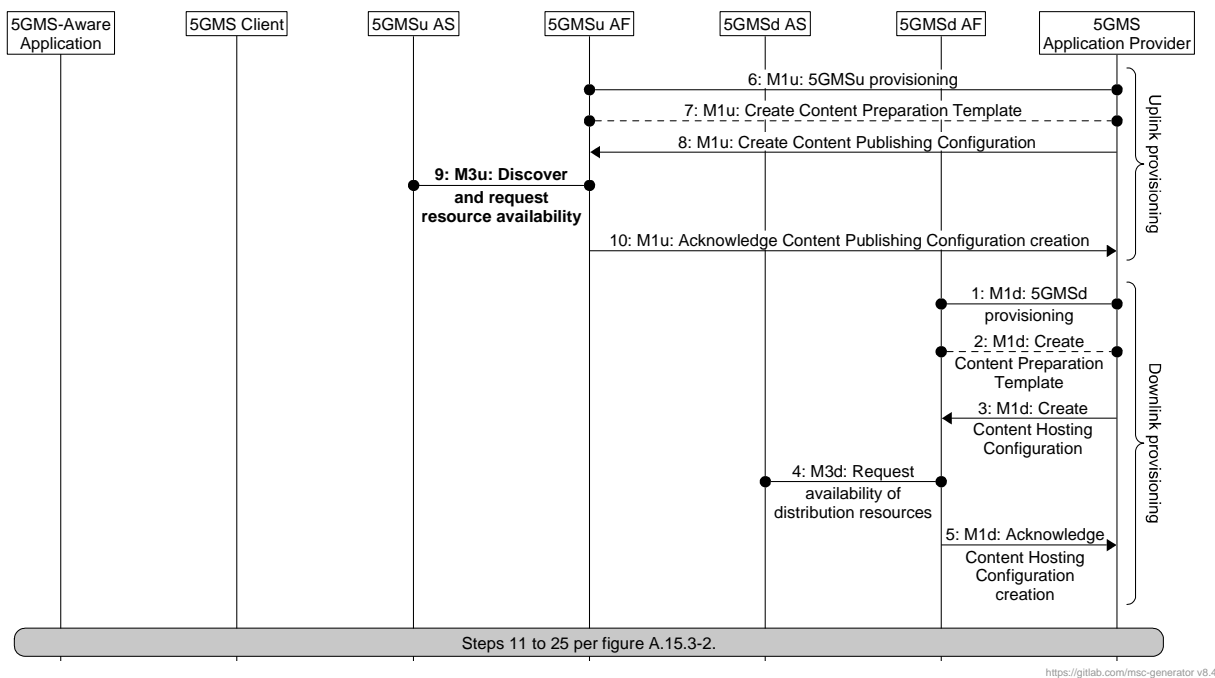 5GMS-Aware
Application
5GMS Client
5GMSu AS
5GMSu AF
5GMSd AS
5GMSd AF
5GMS
Application Provider
6: M1u: 5GMSu provisioning
7: M1u: Create Content Preparation Template
8: M1u: Create Content Publishing Configuration
9: M3u: Discover
and request
resource availability
10: M1u: Acknowledge Content Publishing Configuration creation
Uplink provisioning
1: M1d: 5GMSd
provisioning
2: M1d: Create
Content Preparation
Template
3: M1d: Create
Content Hosting
Configuration
4: M3d: Request
availability of
distribution resources
5: M1d: Acknowledge
Content Hosting
Configuration
creation
Downlink provisioning
Steps 11 to 25 per figure A.15.3-2.
https://gitlab.com/msc-generator v8.4